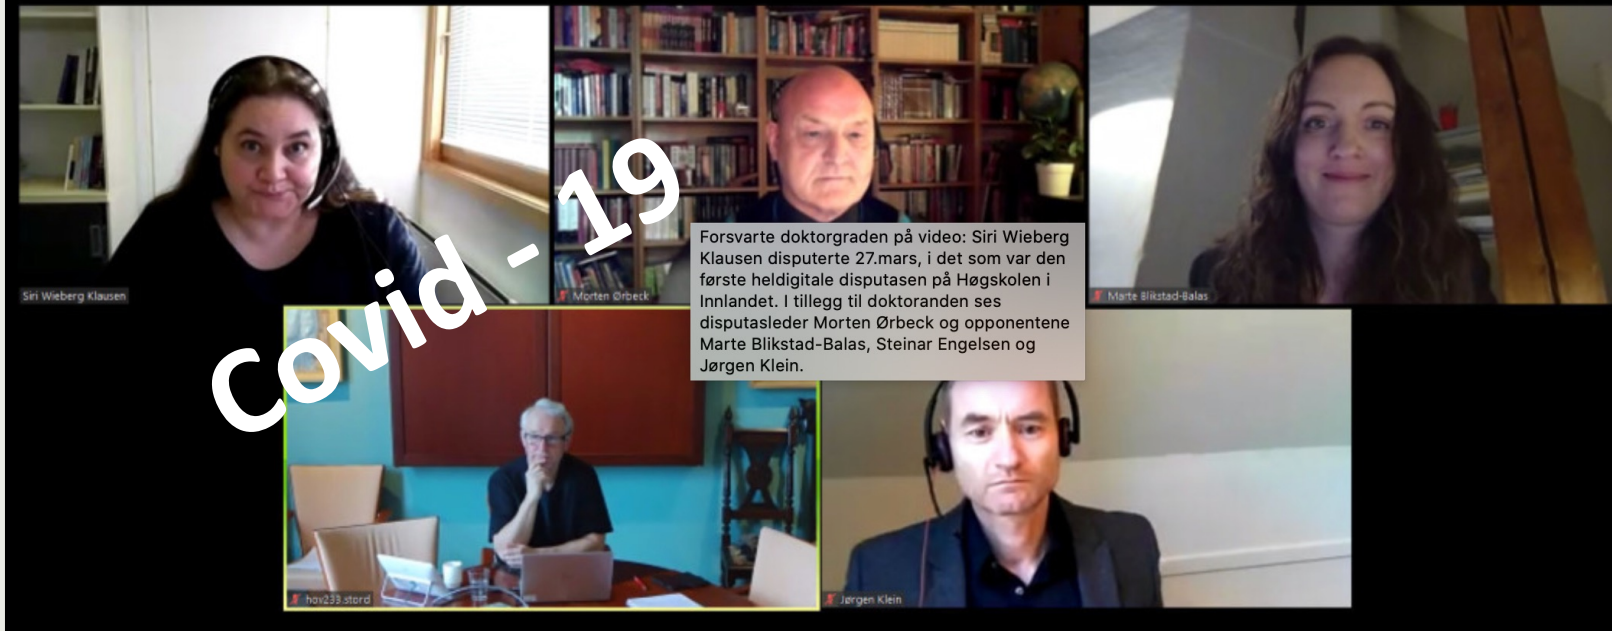 Siri Wieberg Klausen
Morten Ørbeck
Marte Blikstad-Balas
Covid - 19
Forsvarte doktorgraden på video: Siri Wieberg
Klausen disputerte 27.mars, i det som var den
første heldigitale disputasen på Høgskolen i
Innlandet. I tillegg til doktoranden ses
disputasleder Morten Ørbeck og opponentene
Marte Blikstad-Balas, Steinar Engelsen og
Jørgen Klein.
hov233.stord
Jørgen Klein